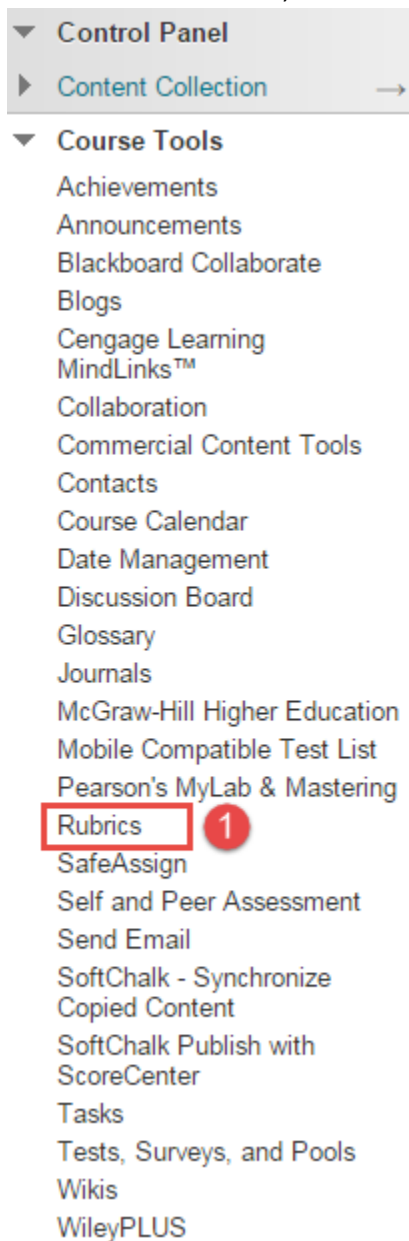 Control Panel
Content Collection →
Course Tools
Achievements
Announcements
Blackboard Collaborate
Blogs
Cengage Learning
MindLinks™
Collaboration
Commercial Content Tools
Contacts
Course Calendar
Date Management
Discussion Board
Glossary
Journals
McGraw-Hill Higher Education
Mobile Compatible Test List
Pearson's MyLab & Mastering
Rubrics 1
SafeAssign
Self and Peer Assessment
Send Email
SoftChalk - Synchronize
Copied Content
SoftChalk Publish with
ScoreCenter
Tasks
Tests, Surveys, and Pools
Wikis
WileyPLUS